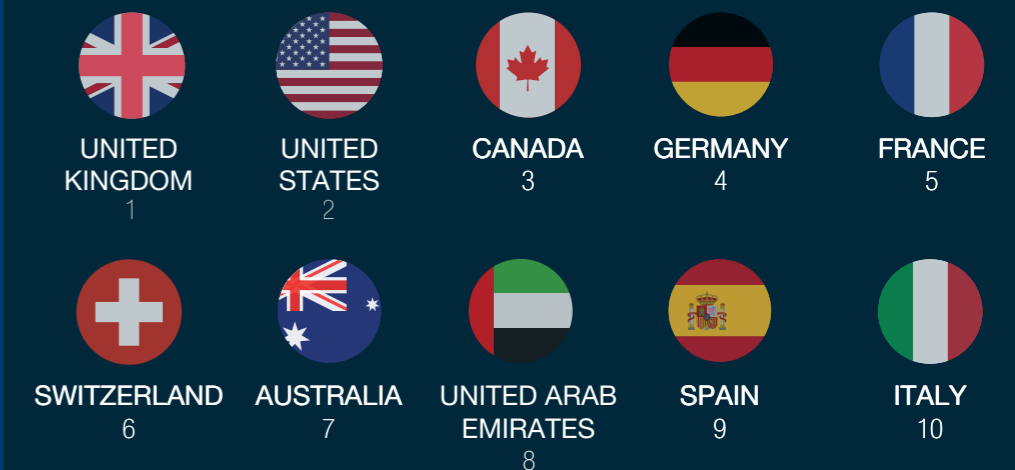 UNITED
KINGDOM
1
UNITED
STATES
2
CANADA
3
GERMANY
4
FRANCE
5
SWITZERLAND
6
AUSTRALIA
7
UNITED ARAB
EMIRATES
8
SPAIN
9
ITALY
10